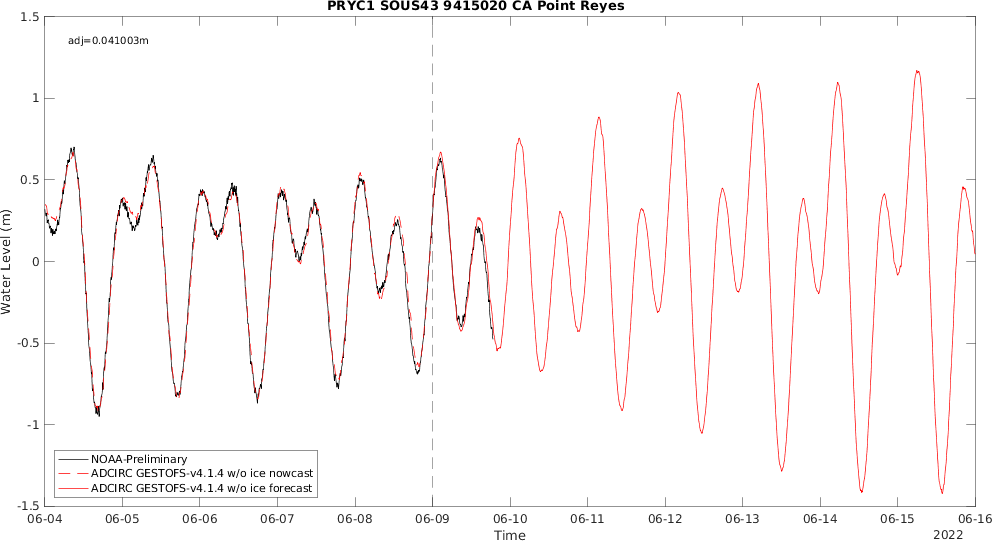 PRYC1 SOUS43 9415020 CA Point Reyes
adj=0.041003m
1.5
1
0.5
0
-0.5
-1
-1.5
Water Level (m)
NOAA-Preliminary
ADCIRC GESTOFS-v4.1.4 w/o ice nowcast
ADCIRC GESTOFS-v4.1.4 w/o ice forecast
06-04 06-05 06-06 06-07 06-08 06-09 06-10 06-11 06-12 06-13 06-14 06-15 06-16
Time
2022